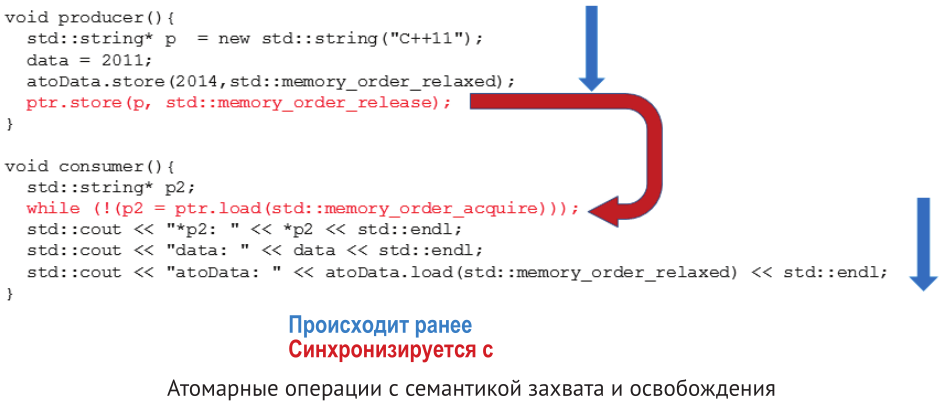 void producer(){
  std::string* p  = new std::string("C++11");
  data = 2011;
  atoData.store(2014,std::memory_order_relaxed);
  ptr.store(p, std::memory_order_release);
}
void consumer(){
  std::string* p2;
  while (!(p2 = ptr.load(std::memory_order_acquire)));
  std::cout << "*p2: " << *p2 << std::endl;
  std::cout << "data: " << data << std::endl;
  std::cout << "atoData: " << atoData.load(std::memory_order_relaxed) << std::endl;
}
Происходит ранее
Синхронизируется с
Атомарные операции с семантикой захвата и освобождения